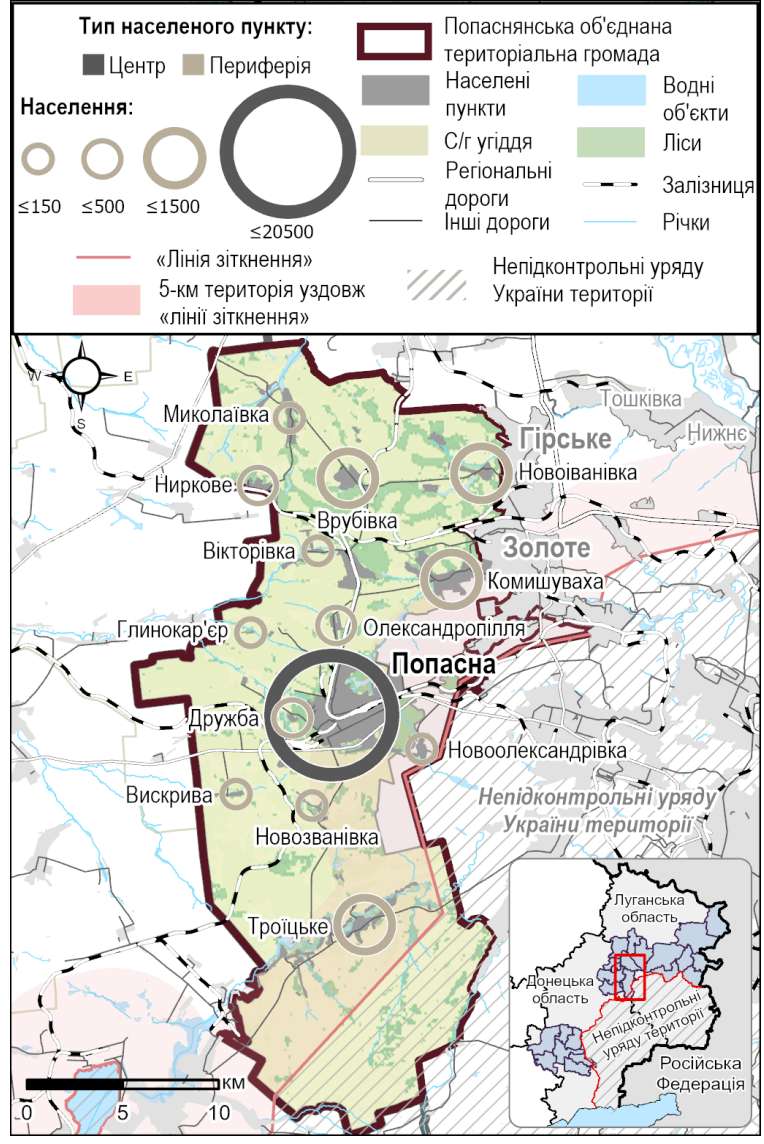 Тип населеного пункту:
Центр
Периферія
Населення:
≤150
≤500
≤1500
≤20500
Попаснянська об'єднана
територіальна громада
Населені
пункти
Водні
об'єкти
С/г угіддя
Ліси
Регіональні
дороги
Залізниця
Інші дороги
Річки
«Лінія зіткнення»
5-км територія уздовж
«лінії зіткнення»
Непідконтрольні уряду
України території
W
E
S
Тошківка
Миколаївка
Гірське
Нижнє
Ниркове
Новоіванівка
Врубівка
Вікторівка
Золоте
Комишуваха
Глинокар'єр
Олександропілля
Попасна
Дружба
Новоолександрівка
Вискрива
Непідконтрольні уряду
України території
Новозванівка
Троїцьке
Луганська
область
Донецька
область
Непідконтрольні
уряду території
Російська
Федерація
0
5
10
км